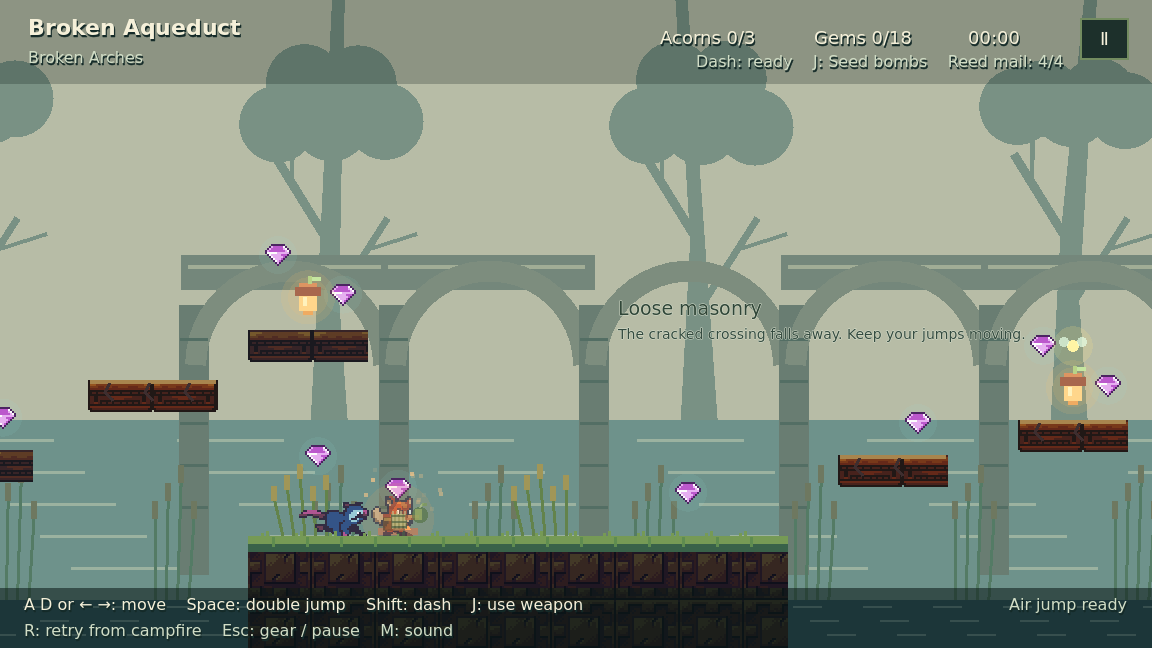 Broken Aqueduct
Broken Arches
Acorns 0/3 Gems 0/18 00:00
Dash: ready J: Seed bombs Reed mail: 4/4
II
Loose masonry
The cracked crossing falls away. Keep your jumps moving.
A D or ← →: move Space: double jump Shift: dash J: use weapon
Air jump ready
R: retry from campfire Esc: gear / pause M: sound